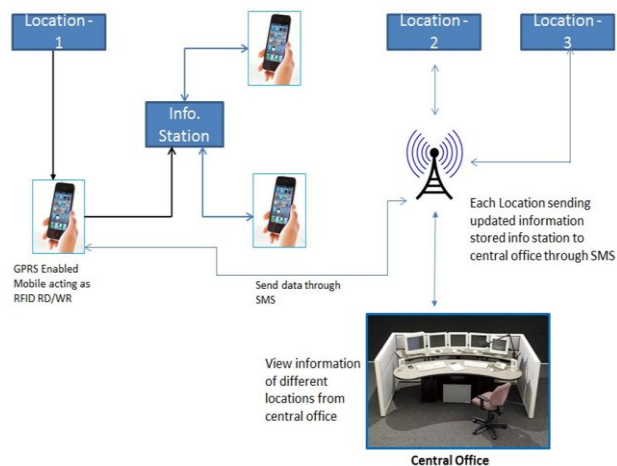 Location -
1
Location -
2
Location -
3
Info.
Station
GPRS Enabled
Mobile acting as
RFID RD/WR
Send data through
SMS
Each Location sending
updated information
stored info station to
central office through SMS
View information
of different
locations from
central office
Central Office